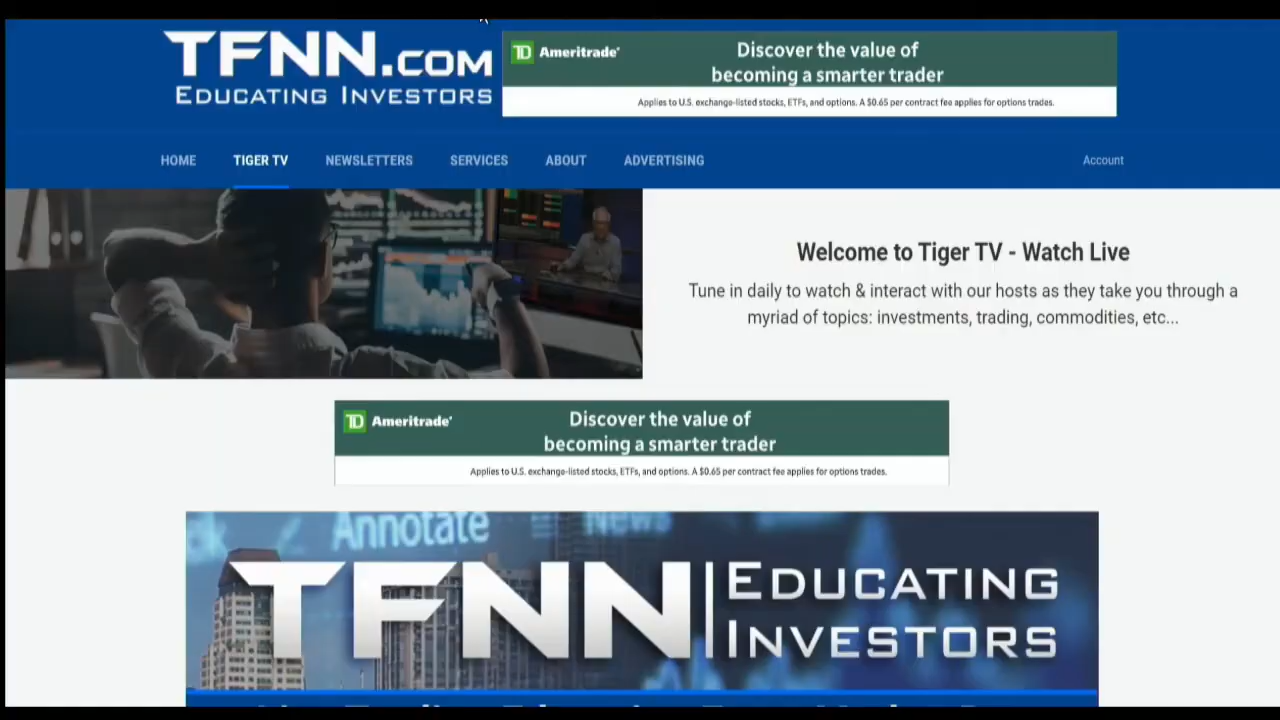 TFNN.COM
EDUCATING INVESTORS
TD Ameritrade
Discover the value of
becoming a smarter trader
Applies to U.S. exchange-listed stocks, ETFs, and options. A $0.65 per contract fee applies for options trades.
HOME TIGER TV NEWSLETTERS SERVICES ABOUT ADVERTISING Account
Welcome to Tiger TV - Watch Live
Tune in daily to watch & interact with our hosts as they take you through a
myriad of topics: investments, trading, commodities, etc...
TD Ameritrade
Discover the value of
becoming a smarter trader
Applies to U.S. exchange-listed stocks, ETFs, and options. A $0.65 per contract fee applies for options trades.
Annotate News
TFNN EDUCATING
INVESTORS